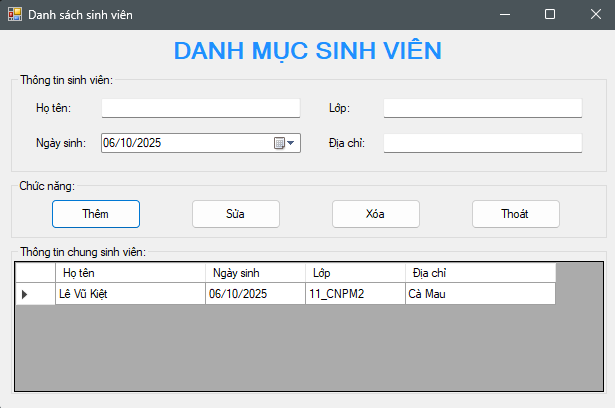 Danh sách sinh viên
DANH MỤC SINH VIÊN
Thông tin sinh viên:
Họ tên: Lớp:
Ngày sinh: 06/10/2025 Địa chỉ:
Chức năng:
Thêm Sửa Xóa Thoát
Thông tin chung sinh viên:
Họ tên Ngày sinh Lớp Địa chỉ
Lê Vũ Kiệt 06/10/2025 11_CNPM2 Cà Mau